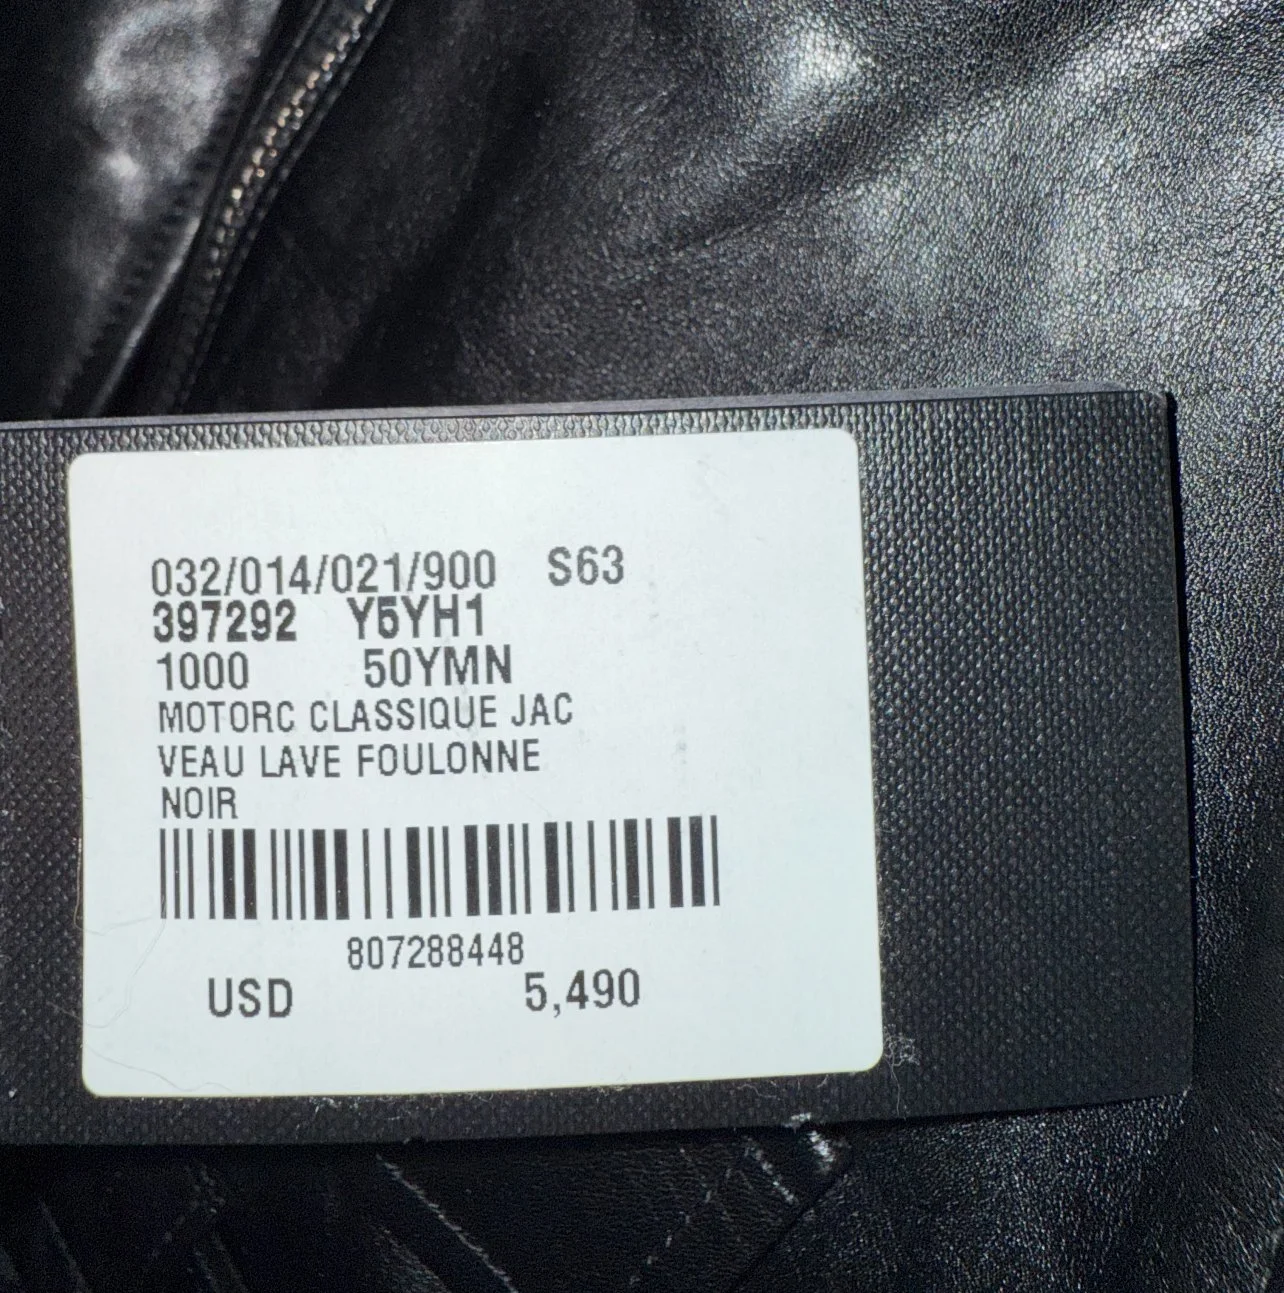 032/014/021/900 S63
397292 Y5YH1
1000 50YMN
MOTORC CLASSIQUE JAC
VEAU LAVE FOULONNE
NOIR
807288448
USD 5,490